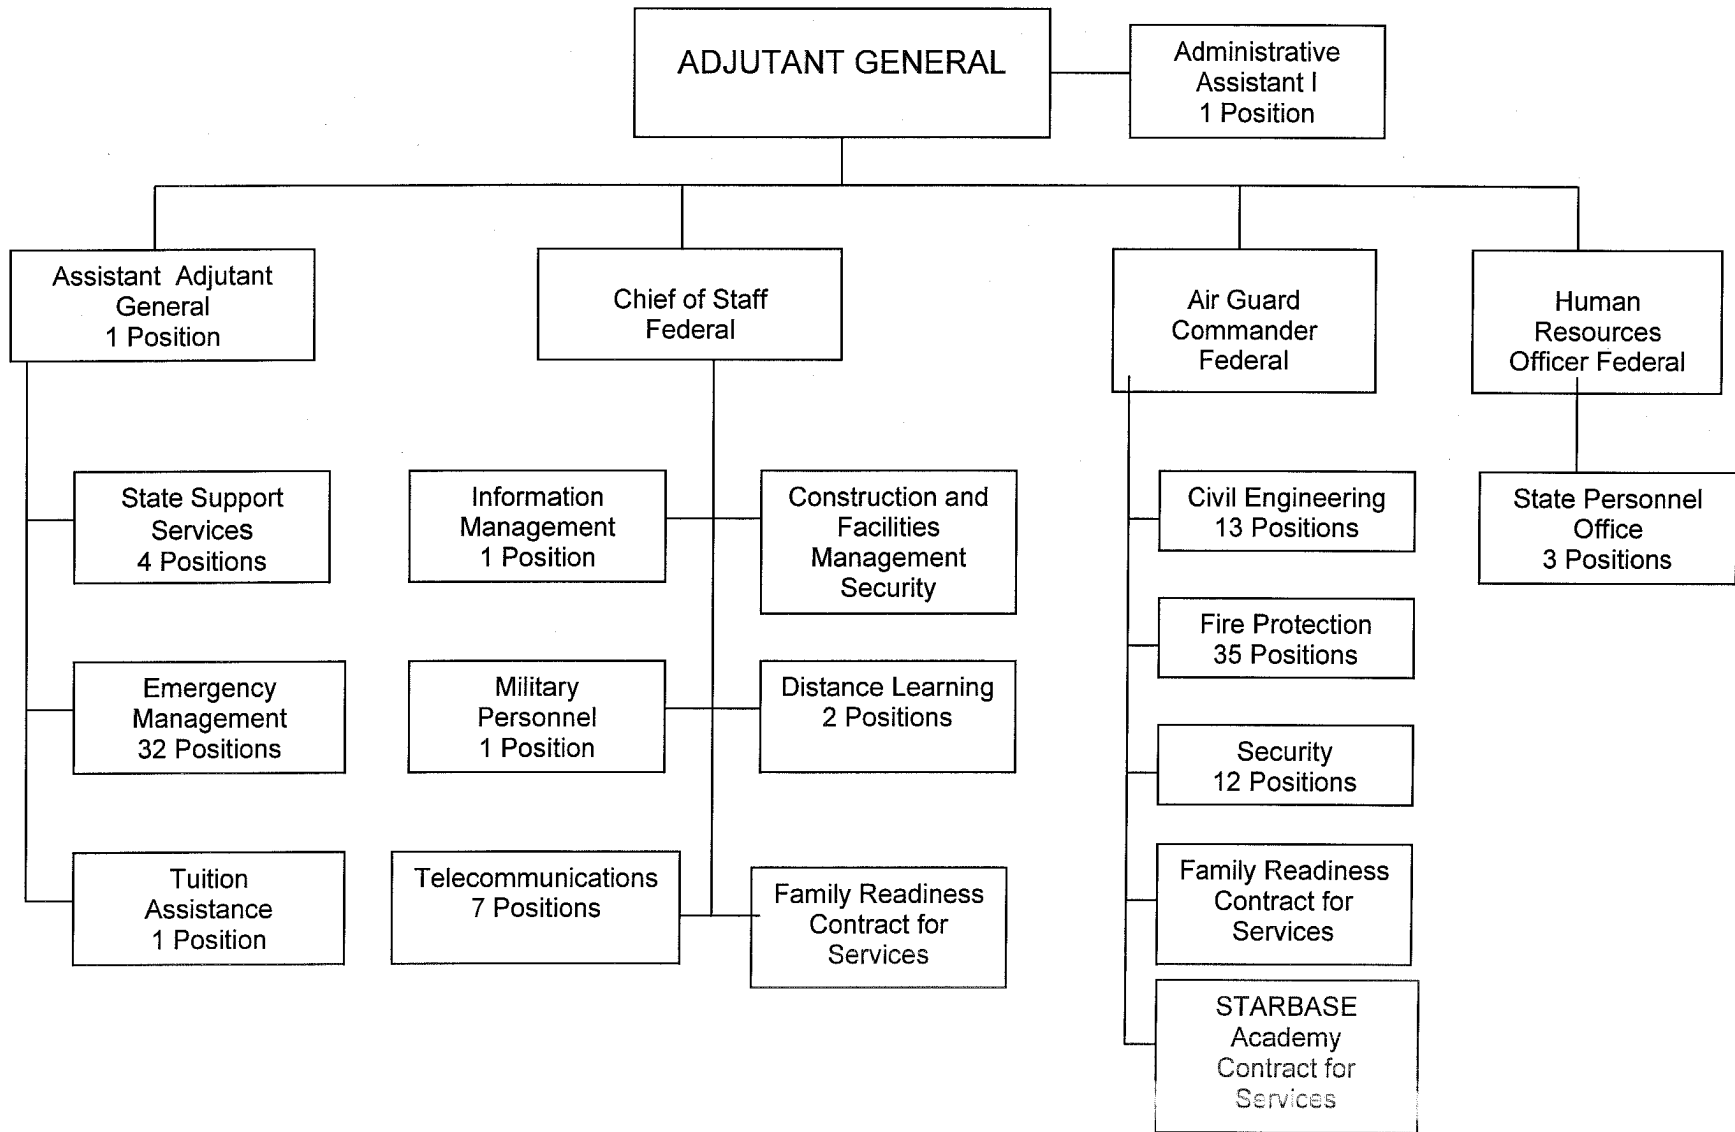 ADJUTANT GENERAL
Administrative
Assistant I
1 Position
Assistant Adjutant
General
1 Position
Chief of Staff
Federal
Air Guard
Commander
Federal
Human
Resources
Officer Federal
State Support
Services
4 Positions
Information
Management
1 Position
Construction and
Facilities
Management
Security
Civil Engineering
13 Positions
State Personnel
Office
3 Positions
Fire Protection
35 Positions
Emergency
Management
32 Positions
Military
Personnel
1 Position
Distance Learning
2 Positions
Security
12 Positions
Tuition
Assistance
1 Position
Telecommunications
7 Positions
Family Readiness
Contract for
Services
Family Readiness
Contract for
Services
STARBASE
Academy
Contract for
Services